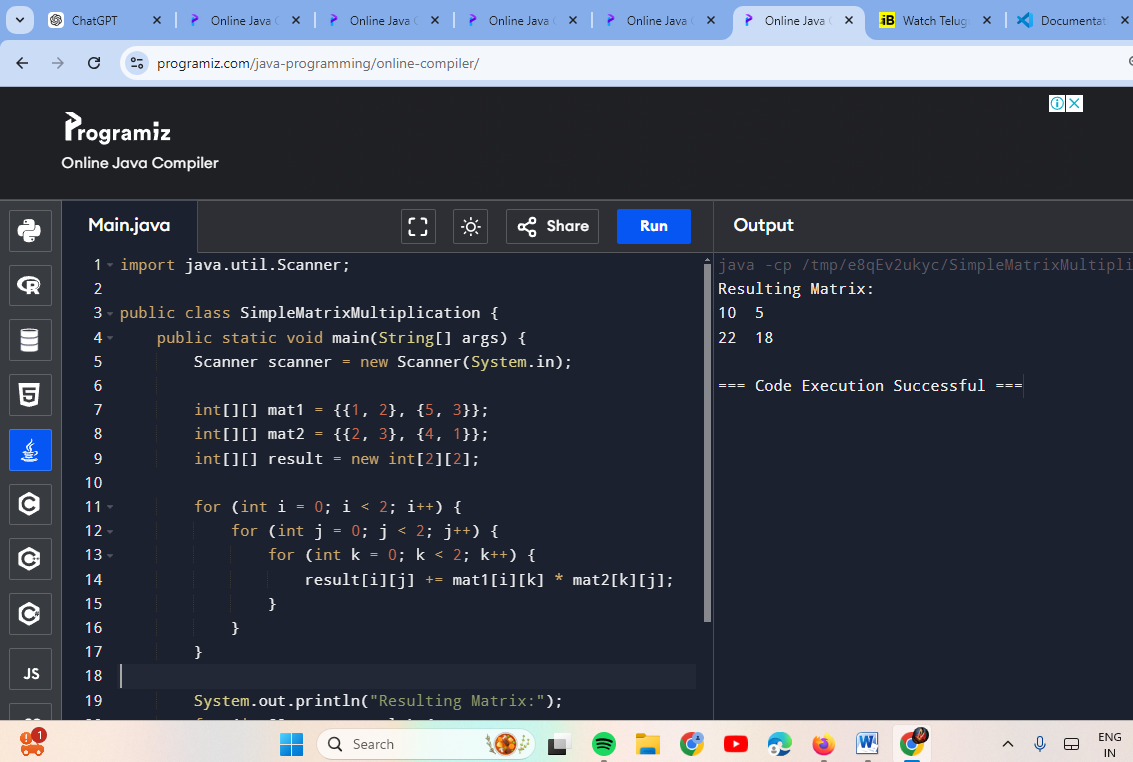 ChatGPT
Online Java C
Online Java C
Online Java C
Online Java C
Online Java C
iB Watch Telug
Documentat
programiz.com/java-programming/online-compiler/
Programiz
Online Java Compiler
Main.java
Share
Run
Output
1 import java.util.Scanner;
2
3 public class SimpleMatrixMultiplication {
4 public static void main(String[] args) {
5 Scanner scanner = new Scanner(System.in);
6
7 int[][] mat1 = {{1, 2}, {5, 3}};
8 int[][] mat2 = {{2, 3}, {4, 1}};
9 int[][] result = new int[2][2];
10
11 for (int i = 0; i < 2; i++) {
12 for (int j = 0; j < 2; j++) {
13 for (int k = 0; k < 2; k++) {
14 result[i][j] += mat1[i][k] * mat2[k][j];
15 }
16 }
17 }
18
19 System.out.println("Resulting Matrix:");
java -cp /tmp/e8qEv2ukyc/SimpleMatrixMultipli
Resulting Matrix:
10 5
22 18
=== Code Execution Successful ===
JS
1
Search
W
ENG
IN